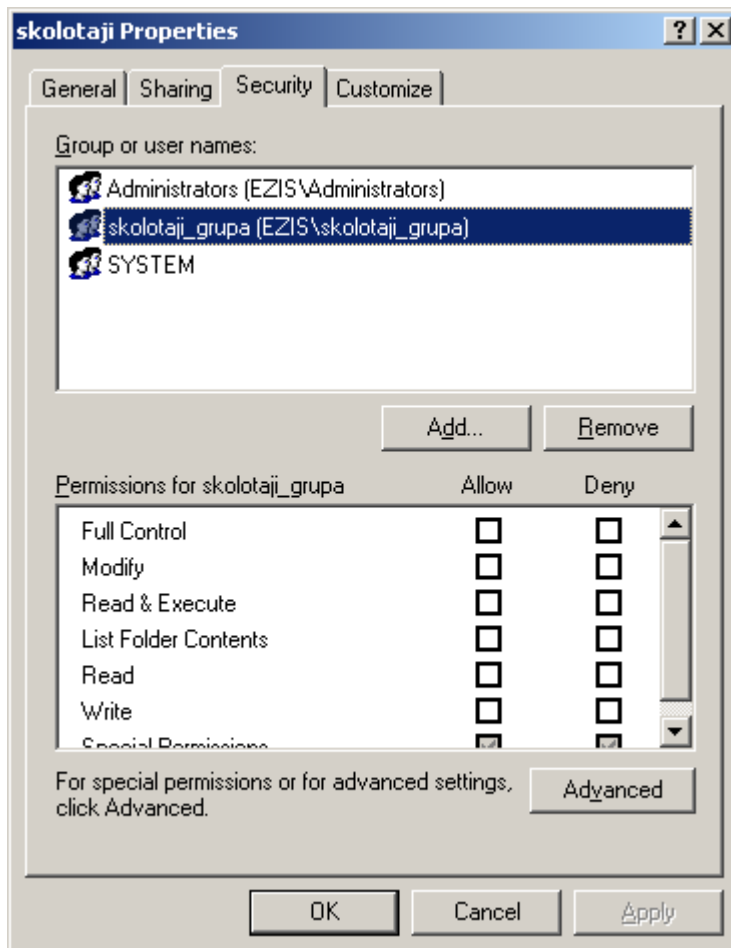 skolotaji Properties
General Sharing Security Customize
Group or user names:
Administrators (EZIS\Administrators)
skolotaji_grupa (EZIS\skolotaji_grupa)
SYSTEM
Add... Remove
Permissions for skolotaji_grupa Allow Deny
Full Control
Modify
Read & Execute
List Folder Contents
Read
Write
Special Permissions
For special permissions or for advanced settings,
click Advanced.
Advanced
OK Cancel Apply